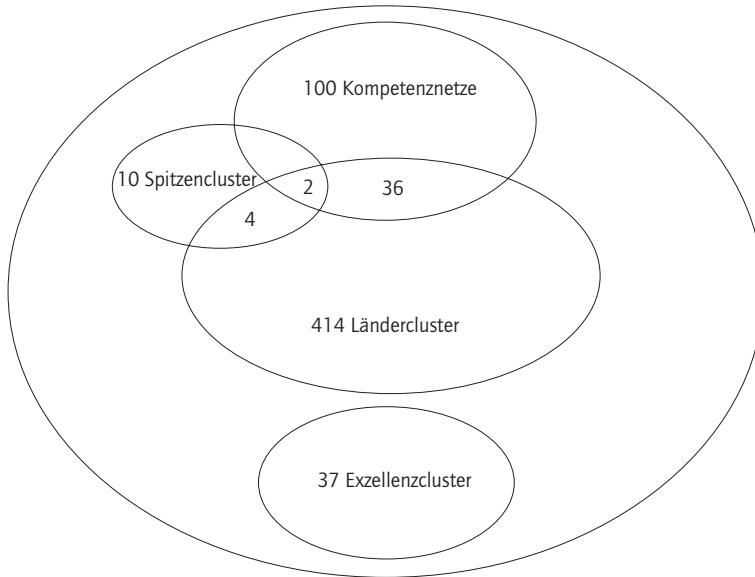 100 Kompetenznetze
10 Spitzencluster
2
36
4
414 Ländercluster
37 Exzellenzcluster